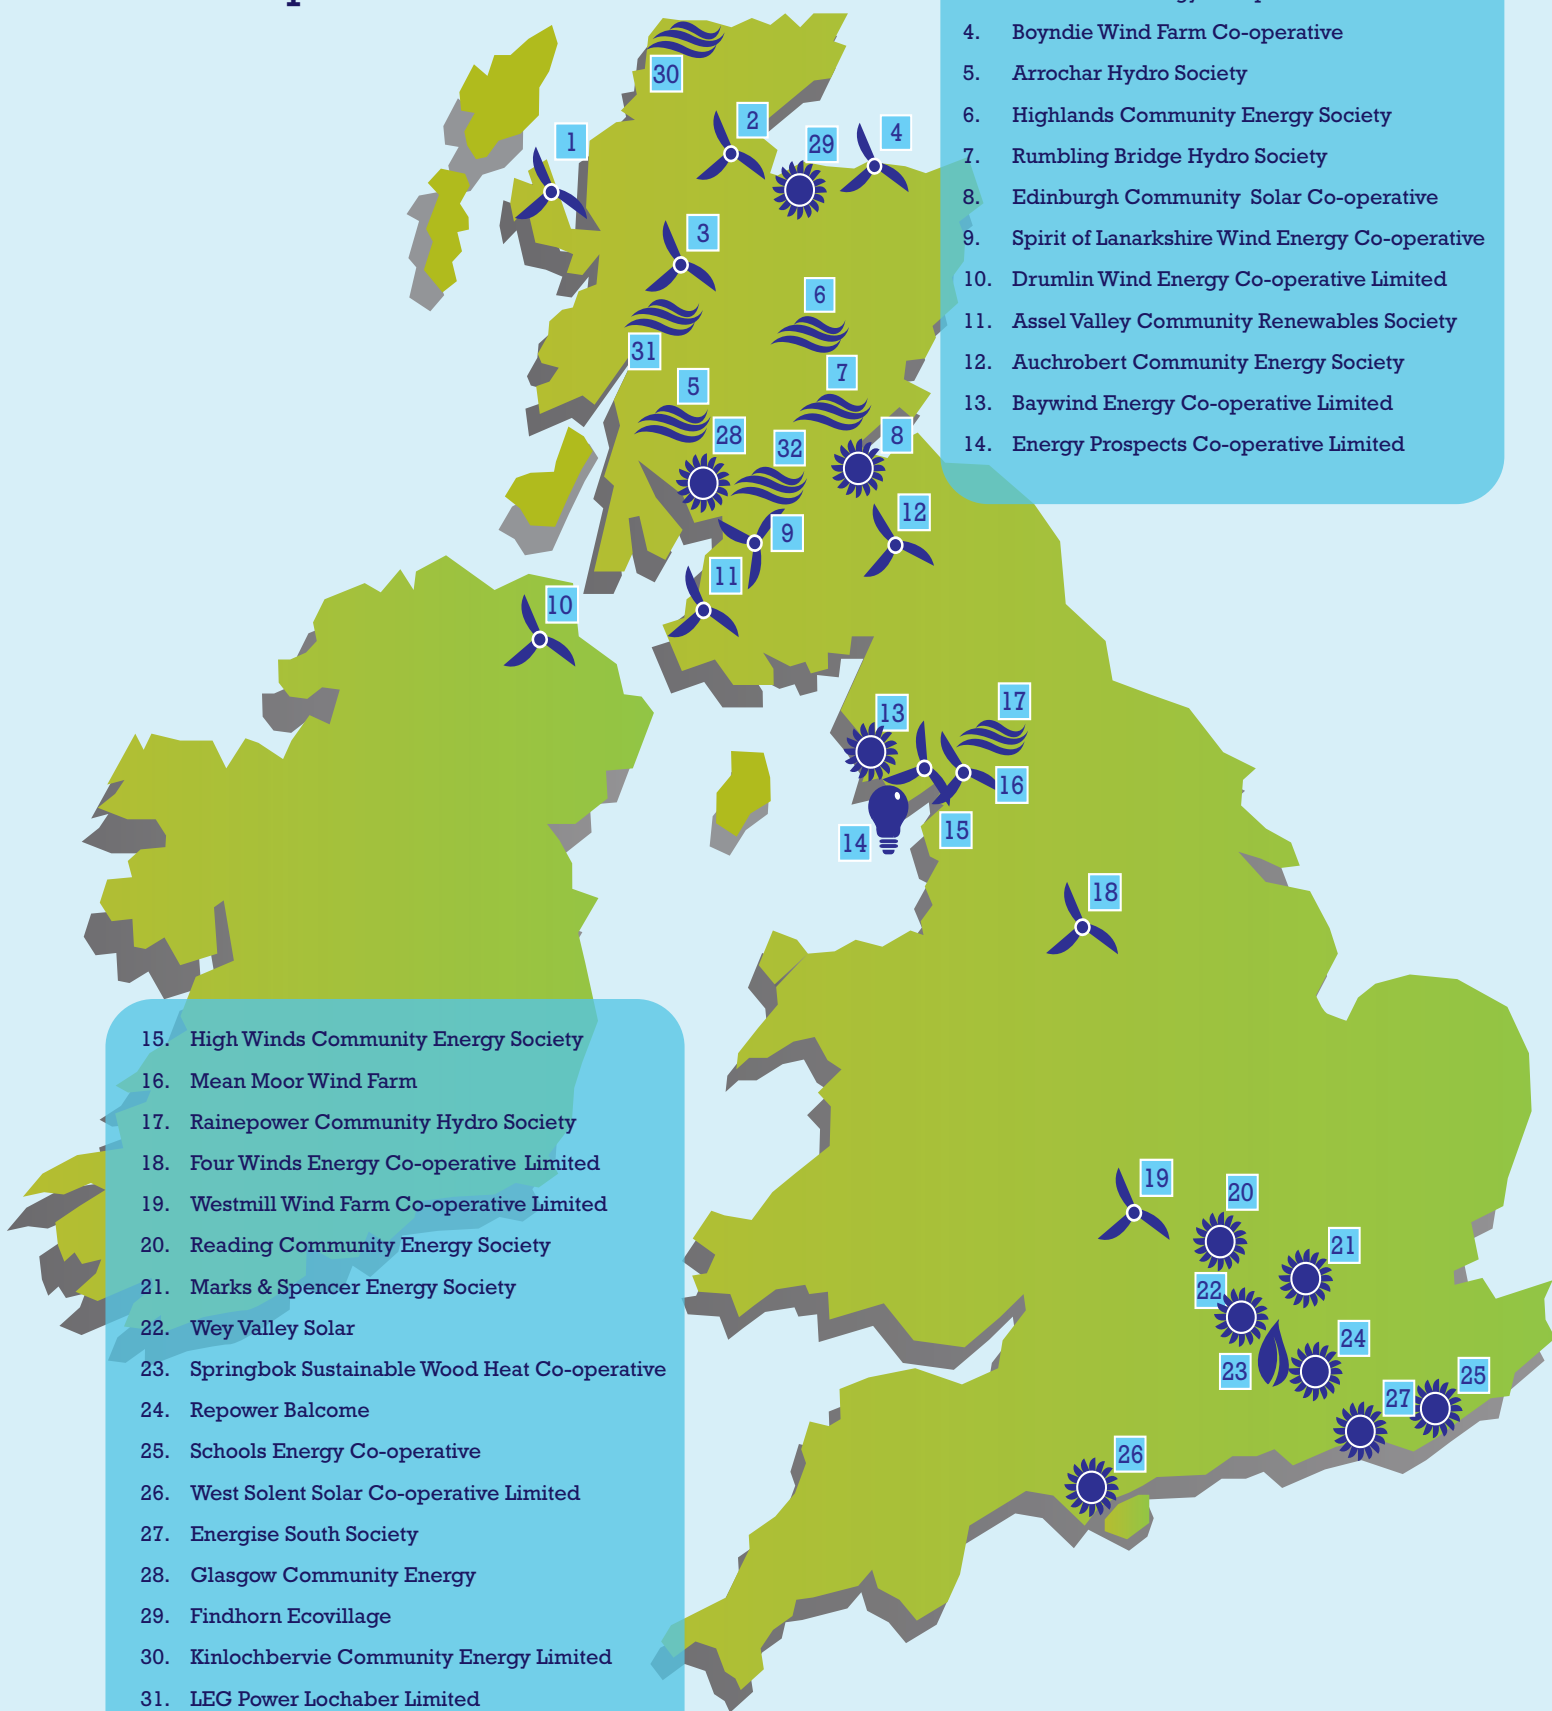 4. Boyndie Wind Farm Co-operative
5. Arrochar Hydro Society
6. Highlands Community Energy Society
7. Rumbling Bridge Hydro Society
8. Edinburgh Community Solar Co-operative
9. Spirit of Lanarkshire Wind Energy Co-operative
10. Drumlin Wind Energy Co-operative Limited
11. Assel Valley Community Renewables Society
12. Auchrobert Community Energy Society
13. Baywind Energy Co-operative Limited
14. Energy Prospects Co-operative Limited
30
2
1
29
4
3
6
31
7
5
28
8
32
12
9
11
10
17
13
16
15
14
18
19
20
21
22
24
23
25
27
26
15. High Winds Community Energy Society
16. Mean Moor Wind Farm
17. Rainepower Community Hydro Society
18. Four Winds Energy Co-operative Limited
19. Westmill Wind Farm Co-operative Limited
20. Reading Community Energy Society
21. Marks & Spencer Energy Society
22. Wey Valley Solar
23. Springbok Sustainable Wood Heat Co-operative
24. Repower Balcome
25. Schools Energy Co-operative
26. West Solent Solar Co-operative Limited
27. Energise South Society
28. Glasgow Community Energy
29. Findhorn Ecovillage
30. Kinlochbervie Community Energy Limited
31. LEG Power Lochaber Limited